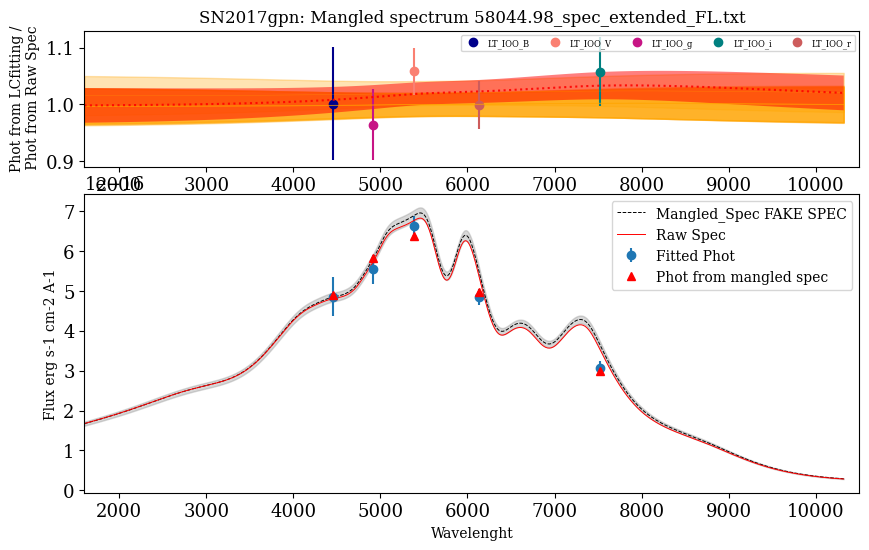 SN2017gpn: Mangled spectrum 58044.98_spec_extended_FL.txt
Phot from LCfitting /
Phot from Raw Spec
1.1
1.0
0.9
LT_IOO_B LT_IOO_V LT_IOO_g LT_IOO_i LT_IOO_r
2000 3000 4000 5000 6000 7000 8000 9000 10000
1e−16
Flux erg s-1 cm-2 A-1
7
6
5
4
3
2
1
0
Mangled_Spec FAKE SPEC
Raw Spec
Fitted Phot
Phot from mangled spec
2000 3000 4000 5000 6000 7000 8000 9000 10000
Wavelenght